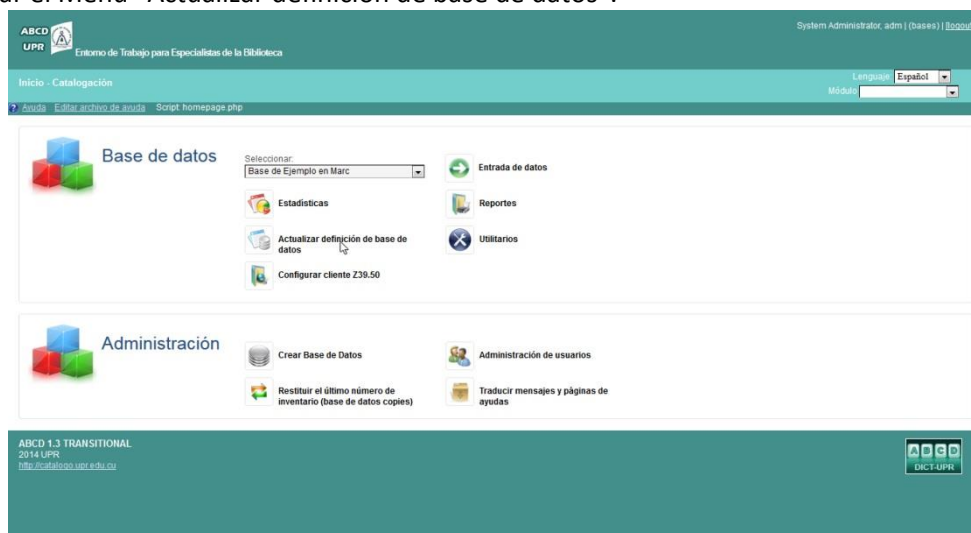 ar el Menú "Actualizar definición de base de datos".
ABCD
UPR
Entorno de Trabajo para Especialistas de la Biblioteca
System Administrator, adm | (bases) |
Inicio - Catalogación
Lenguaje Español
Módulo
? Ayuda Editar archivo de ayuda Script: homepage.php
Base de datos
Seleccionar:
Base de Ejemplo en Marc
Entrada de datos
Estadísticas
Reportes
Actualizar definición de base de
datos
Utilitarios
Configurar cliente Z39.50
Administración
Crear Base de Datos
Administración de usuarios
Restituir el último número de
inventario (base de datos copies)
Traducir mensajes y páginas de
ayudas
ABCD 1.3 TRANSITIONAL
2014 UPR
http://catalogo.upr.edu.cu
ABCD
DICT-UPR